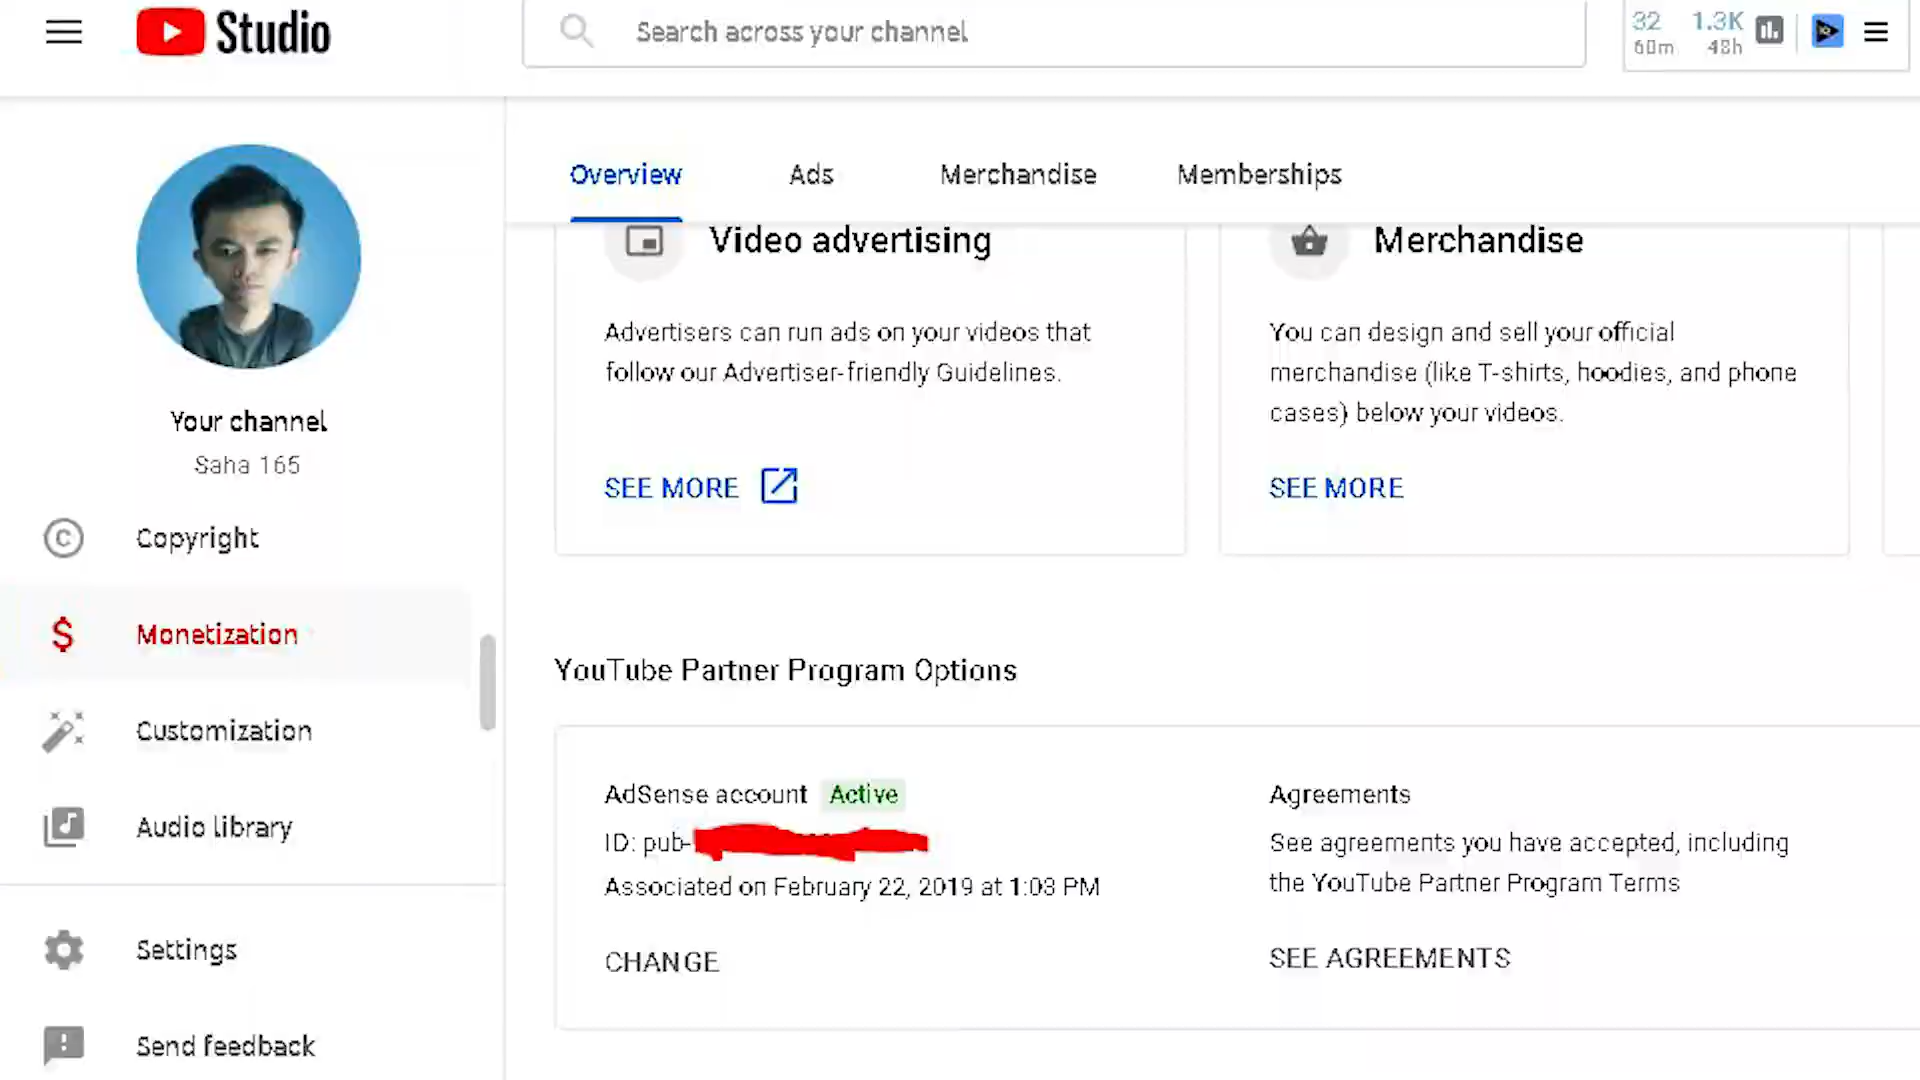 Studio
Search across your channel
32 1.3K
60m 48h
Overview Ads Merchandise Memberships
Your channel
Saha 165
Copyright
Monetization
Customization
Audio library
Settings
Send feedback
Video advertising
Advertisers can run ads on your videos that
follow our Advertiser-friendly Guidelines.
SEE MORE
Merchandise
You can design and sell your official
merchandise (like T-shirts, hoodies, and phone
cases) below your videos.
SEE MORE
YouTube Partner Program Options
AdSense account Active
ID: pub-
Associated on February 22, 2019 at 1:03 PM
CHANGE
Agreements
See agreements you have accepted, including
the YouTube Partner Program Terms
SEE AGREEMENTS